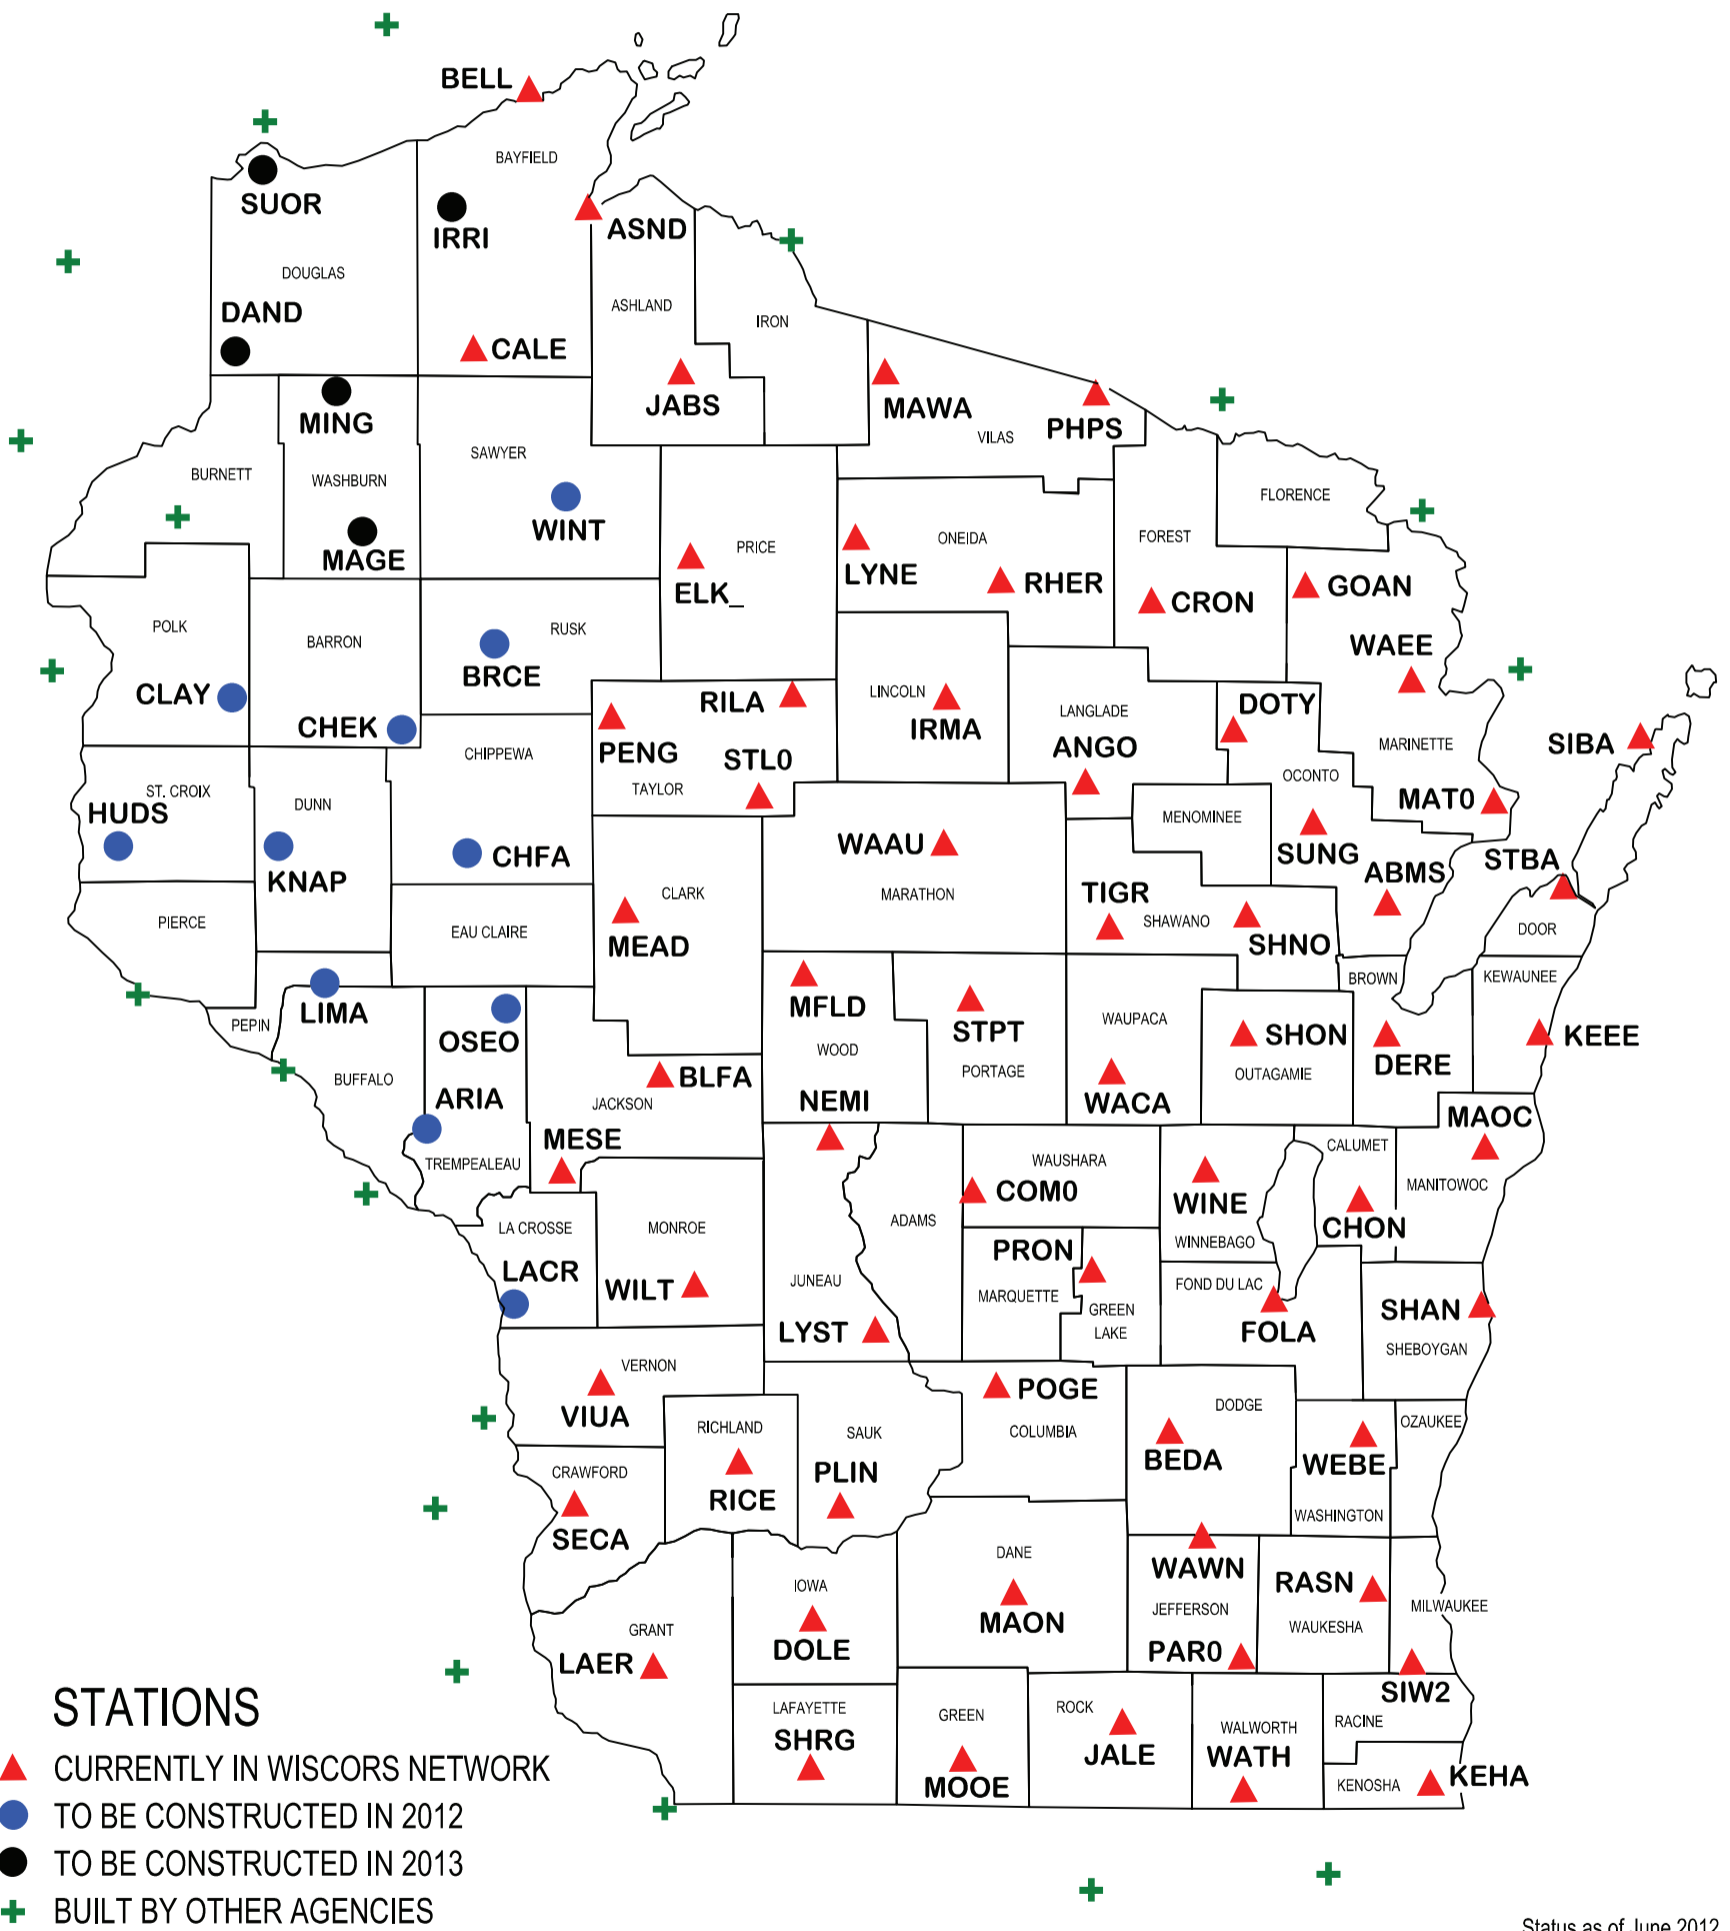 BELL
BAYFIELD
SUOR
IRRI
ASND
DOUGLAS
DAND
ASHLAND
IRON
CALE
JABS
MAWA
PHPS
VILAS
MING
SAWYER
BURNETT
WASHBURN
FLORENCE
WINT
MAGE
PRICE
ONEIDA
FOREST
ELK_
LYNE
RHER
CRON
GOAN
POLK
BARRON
RUSK
WAEE
BRCE
CLAY
RILA
LINCOLN
LANGLADE
DOTY
CHEK
IRMA
ANGO
MARINETTE
SIBA
CHIPPEWA
PENG
STL0
TAYLOR
OCONTO
MAT0
ST. CROIX
HUDS
DUNN
MENOMINEE
WAAU
SUNG
STBA
CHFA
KNAP
CLARK
MARATHON
TIGR
ABMS
PIERCE
EAU CLAIRE
MEAD
SHAWANO
SHNO
DOOR
BROWN
KEWAUNEE
LIMA
MFLD
PEPIN
OSEO
STPT
WAUPACA
SHON
DERE
KEEE
WOOD
BUFFALO
PORTAGE
OUTAGAMIE
ARIA
BLFA
JACKSON
NEMI
WACA
MAOC
MESE
CALUMET
TREMPEALEAU
WAUSHARA
COM0
WINE
MANITOWOC
LA CROSSE
MONROE
ADAMS
CHON
WINNEBAGO
PRON
LACR
WILT
JUNEAU
MARQUETTE
FOND DU LAC
GREEN
LAKE
SHAN
LYST
FOLA
SHEBOYGAN
VERNON
POGE
VIUA
DODGE
RICHLAND
SAUK
COLUMBIA
OZAUKEE
CRAWFORD
PLIN
BEDA
WEBE
RICE
WASHINGTON
SECA
DANE
WAWN
RASN
IOWA
MAON
JEFFERSON
MILWAUKEE
GRANT
DOLE
WAUKESHA
LAER
PAR0
SIW2
STATIONS
LAFAYETTE
GREEN
ROCK
WALWORTH
RACINE
SHRG
JALE
WATH
CURRENTLY IN WISCORS NETWORK
MOOE
KENOSHA
KEHA
TO BE CONSTRUCTED IN 2012
TO BE CONSTRUCTED IN 2013
BUILT BY OTHER AGENCIES
Status as of June 2012